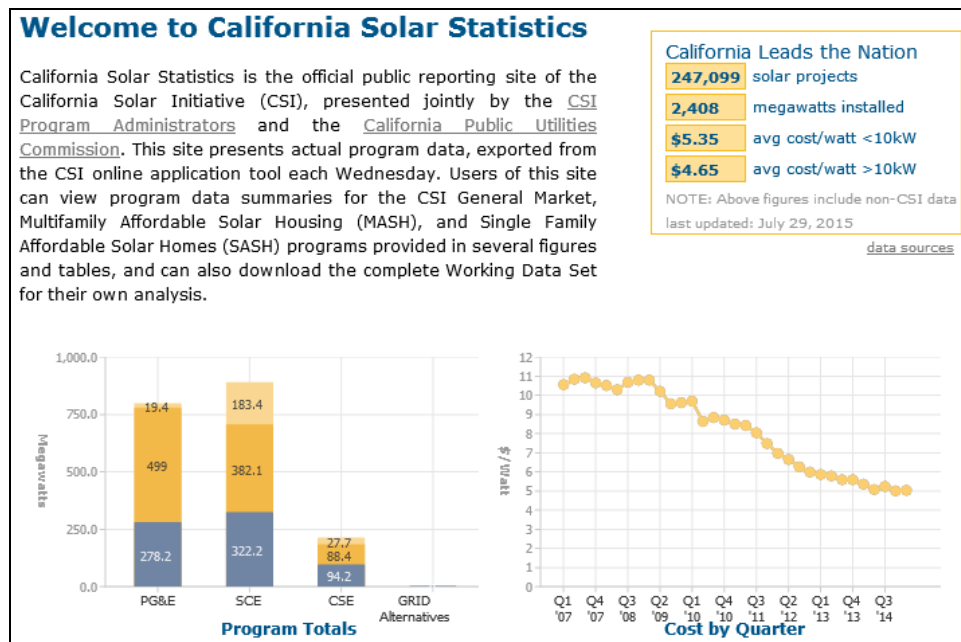 Welcome to California Solar Statistics
California Solar Statistics is the official public reporting site of the
California Solar Initiative (CSI), presented jointly by the CSI
Program Administrators and the California Public Utilities
Commission. This site presents actual program data, exported from
the CSI online application tool each Wednesday. Users of this site
can view program data summaries for the CSI General Market,
Multifamily Affordable Solar Housing (MASH), and Single Family
Affordable Solar Homes (SASH) programs provided in several figures
and tables, and can also download the complete Working Data Set
for their own analysis.
California Leads the Nation
247,099 solar projects
2,408 megawatts installed
$5.35 avg cost/watt <10kW
$4.65 avg cost/watt >10kW
NOTE: Above figures include non-CSI data
last updated: July 29, 2015
data sources
1,000.0
750.0
500.0
250.0
0.0
Megawatts
19.4
499
278.2
183.4
382.1
322.2
27.7
88.4
94.2
PG&E SCE CSE GRID
Alternatives
Program Totals
12
11
10
9
8
7
6
5
4
3
2
1
0
$/Watt
Q1 Q4 Q3 Q2 Q1 Q4 Q3 Q2 Q1 Q4 Q3
'07 '07 '08 '09 '10 '10 '11 '12 '13 '13 '14
Cost by Quarter